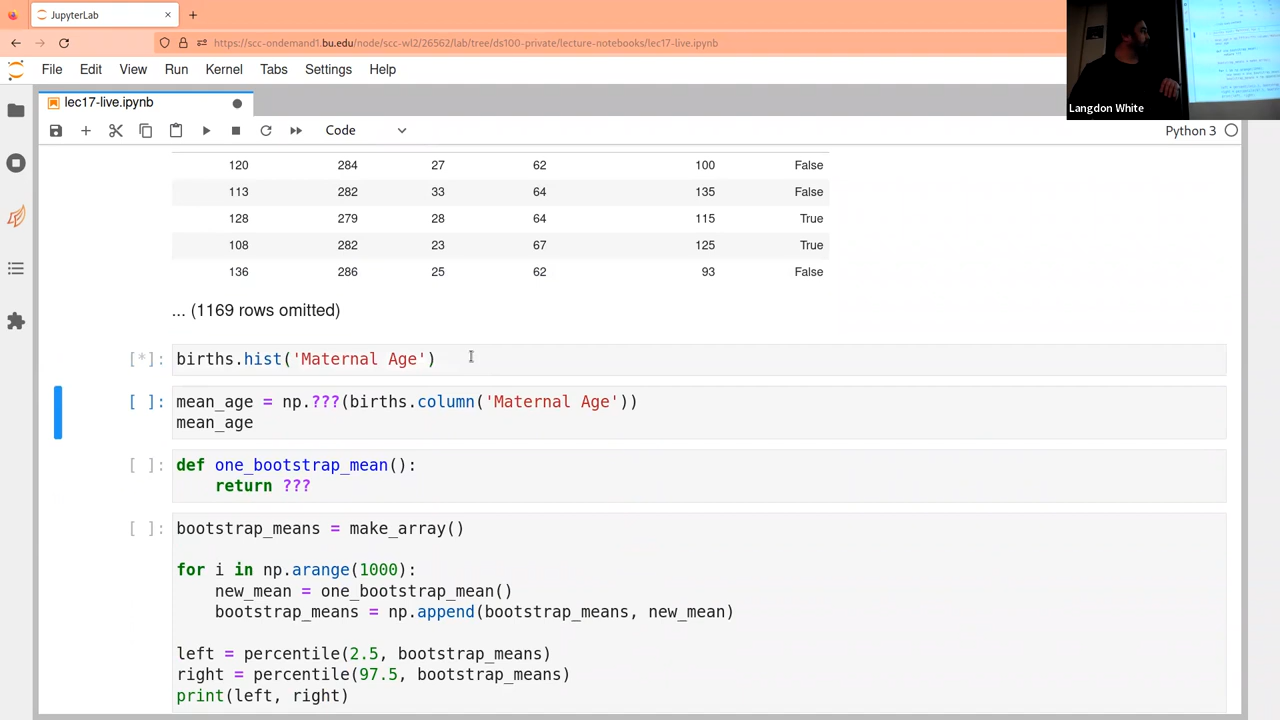 JupyterLab
https://scc-ondemand1.bu.edu/node/scc-wl2/26562/lab/tree/ds100-private/lecture-notebooks/lec17-live.ipynb
File Edit View Run Kernel Tabs Settings Help
Langdon White
lec17-live.ipynb
Code
Python 3
120 284 27 62 100 False
113 282 33 64 135 False
128 279 28 64 115 True
108 282 23 67 125 True
136 286 25 62 93 False
... (1169 rows omitted)
[*]: births.hist('Maternal Age')
[ ]: mean_age = np.???(births.column('Maternal Age'))
mean_age
[ ]: def one_bootstrap_mean():
return ???
[ ]: bootstrap_means = make_array()
for i in np.arange(1000):
new_mean = one_bootstrap_mean()
bootstrap_means = np.append(bootstrap_means, new_mean)
left = percentile(2.5, bootstrap_means)
right = percentile(97.5, bootstrap_means)
print(left, right)